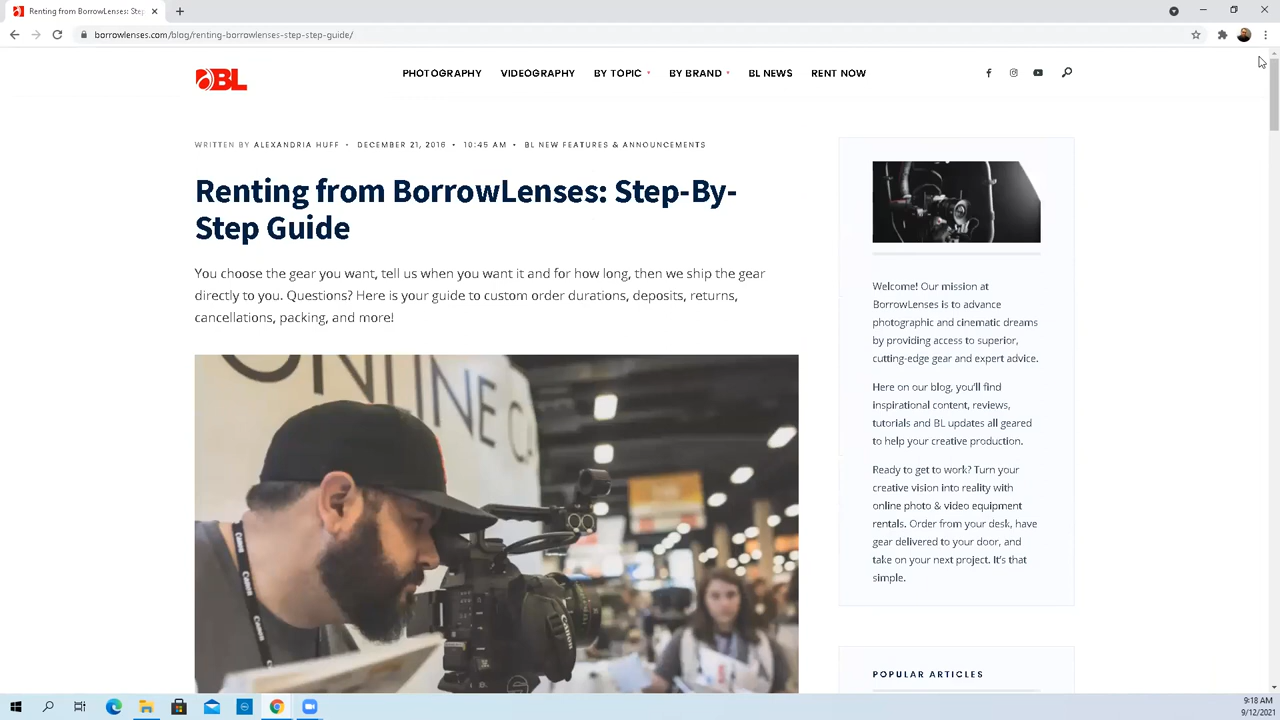 Renting from BorrowLenses: Ste
borrowlenses.com/blog/renting-borrowlenses-step-step-guide/
BL
PHOTOGRAPHY VIDEOGRAPHY BY TOPIC BY BRAND BL NEWS RENT NOW
WRITTEN BY ALEXANDRIA HUFF • DECEMBER 21, 2016 • 10:45 AM • BL NEW FEATURES & ANNOUNCEMENTS
Renting from BorrowLenses: Step-By-
Step Guide
You choose the gear you want, tell us when you want it and for how long, then we ship the gear
directly to you. Questions? Here is your guide to custom order durations, deposits, returns,
cancellations, packing, and more!
ONLINE C
Canon
Canon
Canon
Welcome! Our mission at
BorrowLenses is to advance
photographic and cinematic dreams
by providing access to superior,
cutting-edge gear and expert advice.
Here on our blog, you'll find
inspirational content, reviews,
tutorials and BL updates all geared
to help your creative production.
Ready to get to work? Turn your
creative vision into reality with
online photo & video equipment
rentals. Order from your desk, have
gear delivered to your door, and
take on your next project. It's that
simple.
POPULAR ARTICLES
9:18 AM
9/12/2021